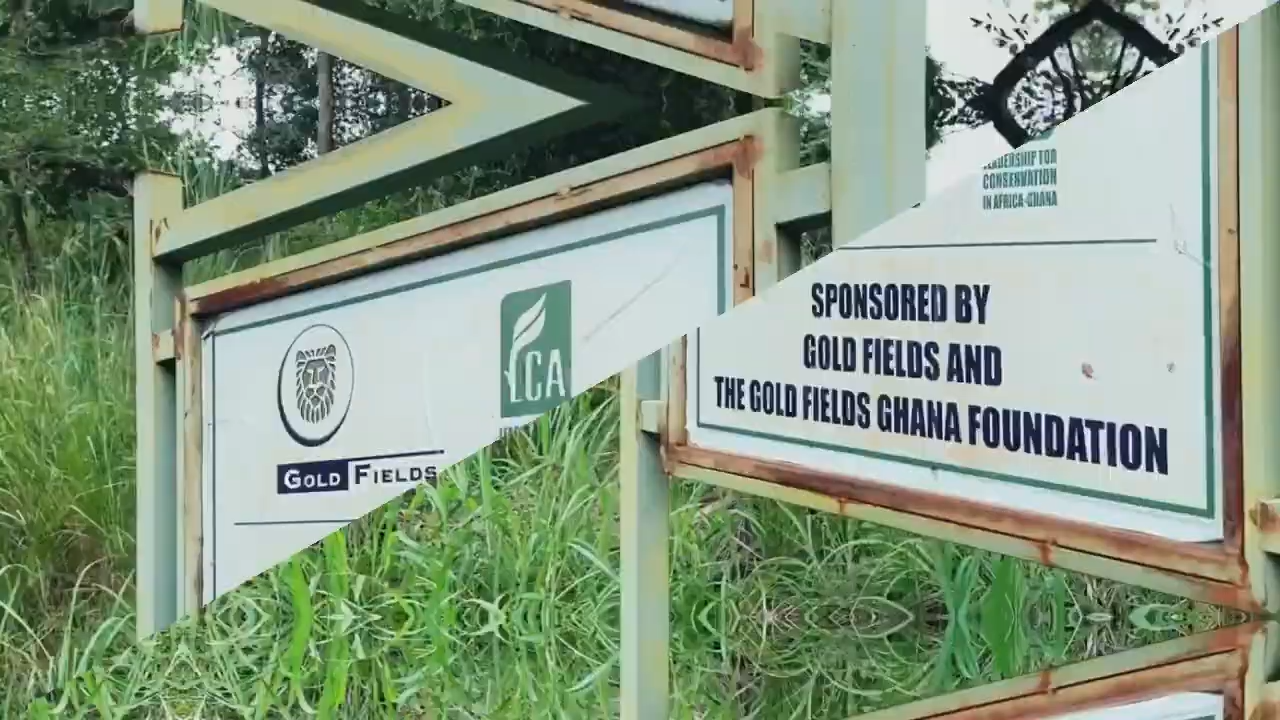 GOLD FIELDS
LCA
LEADERSHIP FOR
CONSERVATION
IN AFRICA-GHANA
SPONSORED BY
GOLD FIELDS AND
THE GOLD FIELDS GHANA FOUNDATION